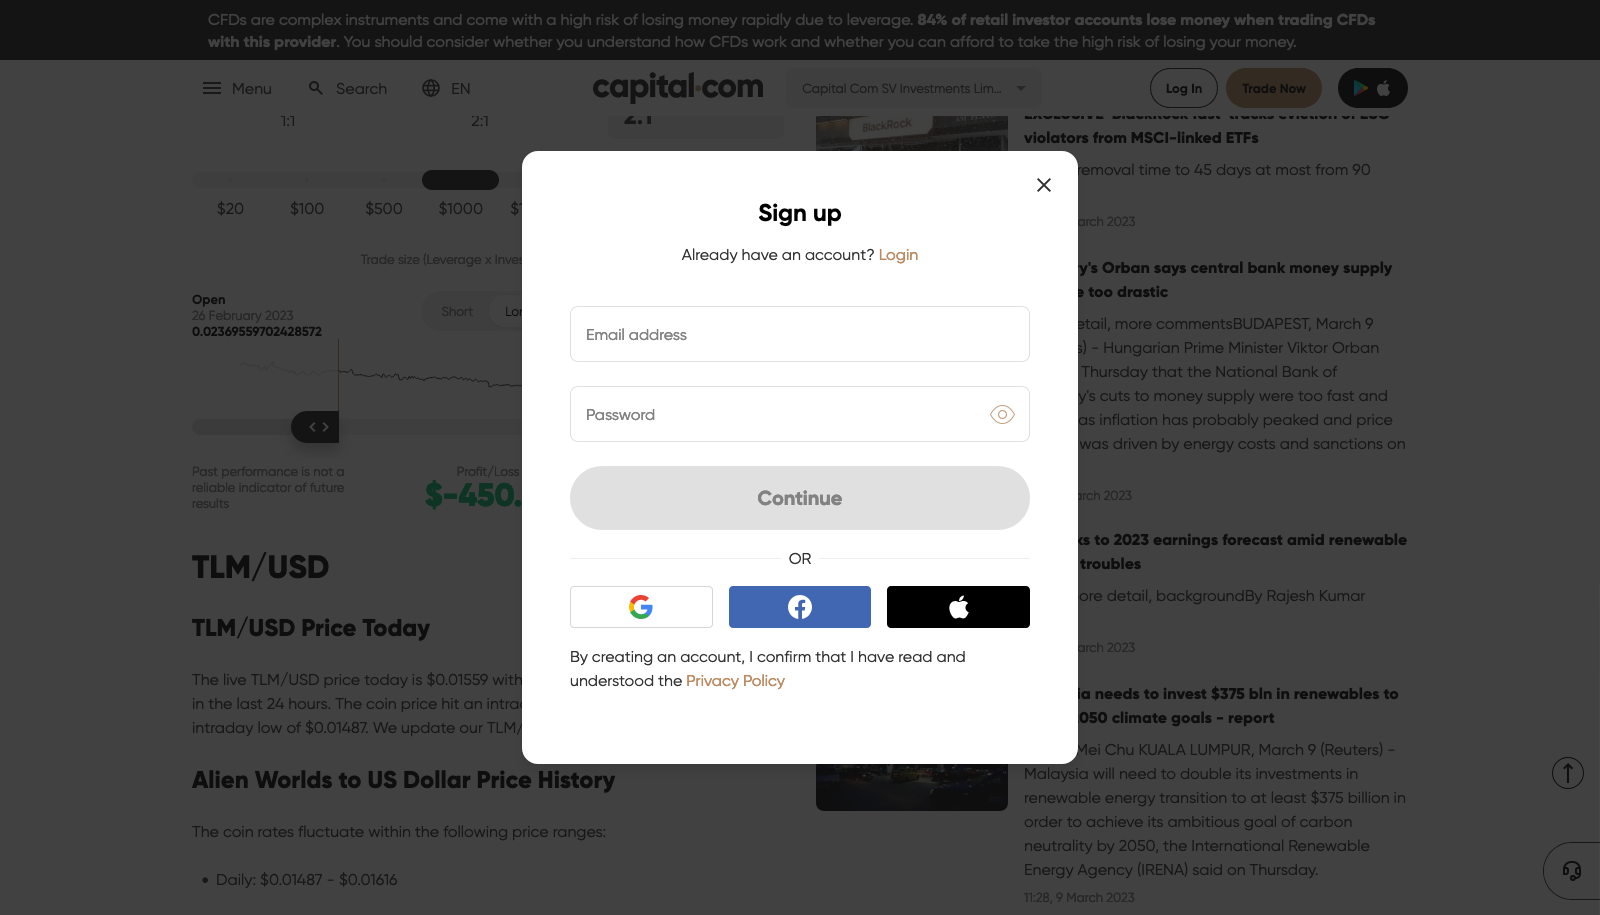 CFDs are complex instruments and come with a high risk of losing money rapidly due to leverage. 84% of retail investor accounts lose money when trading CFDs
with this provider. You should consider whether you understand how CFDs work and whether you can afford to take the high risk of losing your money.
Menu
Search
EN
capital.com
Capital Com SV Investments Lim...
Log In
Trade Now
1:1
2:1
2:1
$20
$100
$500
$1000
Trade size (Leverage x Inves
Open
26 February 2023
0.02369559702428572
Short
Past performance is not a
reliable indicator of future
results
Profit/Loss
$-450.
TLM/USD
TLM/USD Price Today
The live TLM/USD price today is $0.01559 with
in the last 24 hours. The coin price hit an intrad
intraday low of $0.01487. We update our TLM/
Alien Worlds to US Dollar Price History
The coin rates fluctuate within the following price ranges:
Daily: $0.01487 - $0.01616
Sign up
Already have an account? Login
Email address
Password
Continue
OR
By creating an account, I confirm that I have read and
understood the Privacy Policy
BlackRock
EXCLUSIVE-BlackRock fast-tracks eviction of ESG
violators from MSCI-linked ETFs
removal time to 45 days at most from 90
arch 2023
y's Orban says central bank money supply
e too drastic
etail, more commentsBUDAPEST, March 9
s) - Hungarian Prime Minister Viktor Orban
Thursday that the National Bank of
y's cuts to money supply were too fast and
as inflation has probably peaked and price
was driven by energy costs and sanctions on
arch 2023
ks to 2023 earnings forecast amid renewable
troubles
ore detail, backgroundBy Rajesh Kumar
arch 2023
ia needs to invest $375 bln in renewables to
2050 climate goals - report
Mei Chu KUALA LUMPUR, March 9 (Reuters) -
Malaysia will need to double its investments in
renewable energy transition to at least $375 billion in
order to achieve its ambitious goal of carbon
neutrality by 2050, the International Renewable
Energy Agency (IRENA) said on Thursday.
11:28, 9 March 2023